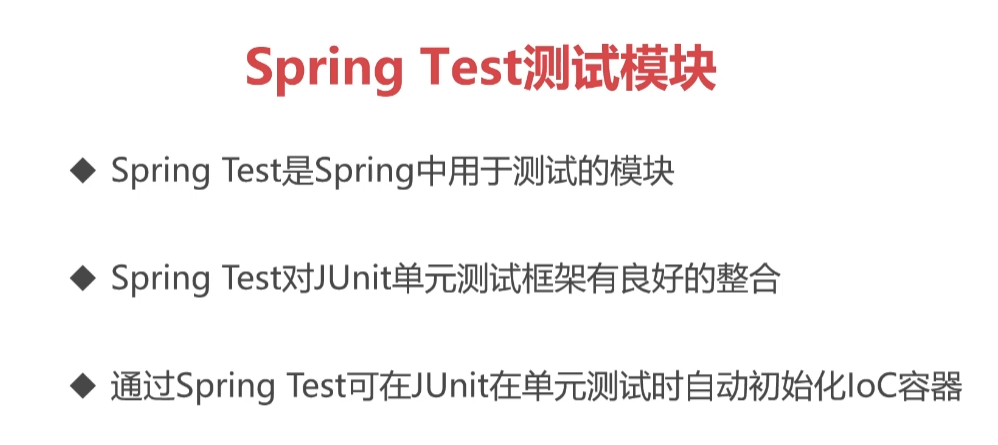 Spring Test测试模块
◆ Spring Test是Spring中用于测试的模块
◆ Spring Test对JUnit单元测试框架有良好的整合
◆ 通过Spring Test可在JUnit在单元测试时自动初始化IoC容器